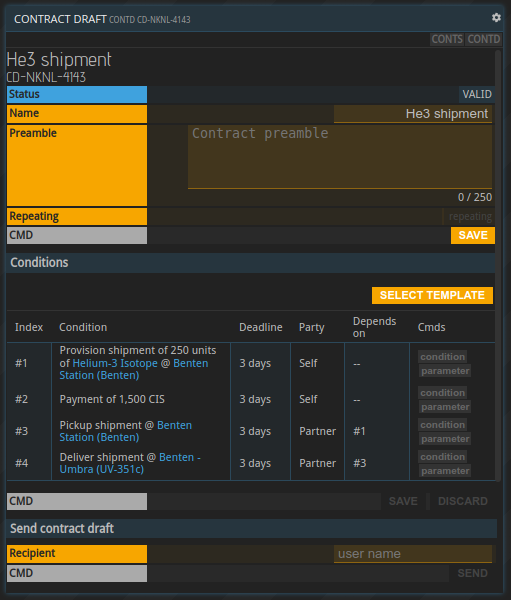 CONTRACT DRAFT CONTD CD-NKNL-4143
CONTS CONTD
He3 shipment
CD-NKNL-4143
Status VALID
Name He3 shipment
Preamble Contract preamble
0 / 250
Repeating repeating
CMD SAVE
Conditions
SELECT TEMPLATE
Index Condition Deadline Party Depends on Cmds
#1 Provision shipment of 250 units of Helium-3 Isotope @ Benten Station (Benten) 3 days Self -- condition parameter
#2 Payment of 1,500 CIS 3 days Self -- condition parameter
#3 Pickup shipment @ Benten Station (Benten) 3 days Partner #1 condition parameter
#4 Deliver shipment @ Benten - Umbra (UV-351c) 3 days Partner #3 condition parameter
CMD SAVE DISCARD
Send contract draft
Recipient user name
CMD SEND